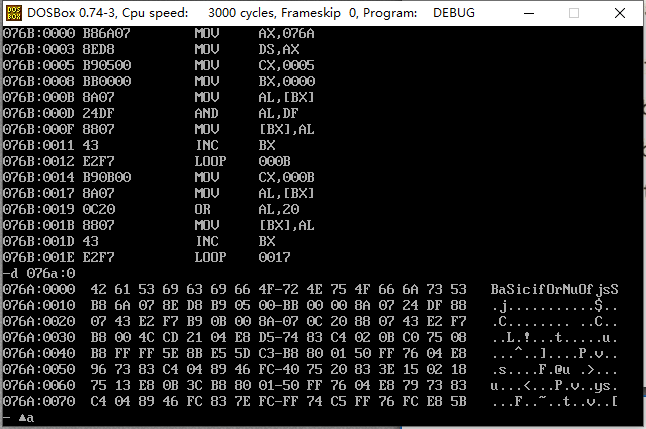 DOSBox 0.74-3, Cpu speed: 3000 cycles, Frameskip 0, Program: DEBUG
076B:0000 B86A07 MOV AX,076A
076B:0003 8ED8 MOV DS,AX
076B:0005 B90500 MOV CX,0005
076B:0008 BB0000 MOV BX,0000
076B:000B 8A07 MOV AL,[BX]
076B:000D 24DF AND AL,DF
076B:000F 8807 MOV [BX],AL
076B:0011 43 INC BX
076B:0012 E2F7 LOOP 000B
076B:0014 B90B00 MOV CX,000B
076B:0017 8A07 MOV AL,[BX]
076B:0019 0C20 OR AL,20
076B:001B 8807 MOV [BX],AL
076B:001D 43 INC BX
076B:001E E2F7 LOOP 0017
-d 076a:0
076A:0000 42 61 53 69 63 69 66 4F-72 4E 75 4F 66 6A 73 53 BaSicifOrNuOfjsS
076A:0010 B8 6A 07 8E D8 B9 05 00-BB 00 00 8A 07 24 DF 88 .j...........$..
076A:0020 07 43 E2 F7 B9 0B 00 8A-07 0C 20 88 07 43 E2 F7 .C........ ..C..
076A:0030 B8 00 4C CD 21 04 E8 D5-74 83 C4 02 0B C0 75 08 ..L.!...t.....u.
076A:0040 B8 FF FF 5E 8B E5 5D C3-B8 80 01 50 FF 76 04 E8 ...^..]....P.v..
076A:0050 96 73 83 C4 04 89 46 FC-40 75 20 83 3E 15 02 18 .s....F.@u .>...
076A:0060 75 13 E8 0B 3C B8 80 01-50 FF 76 04 E8 79 73 83 u...<...P.v..ys.
076A:0070 C4 04 89 46 FC 83 7E FC-FF 74 C5 FF 76 FC E8 5B ...F..~..t..v..[
- ▲a